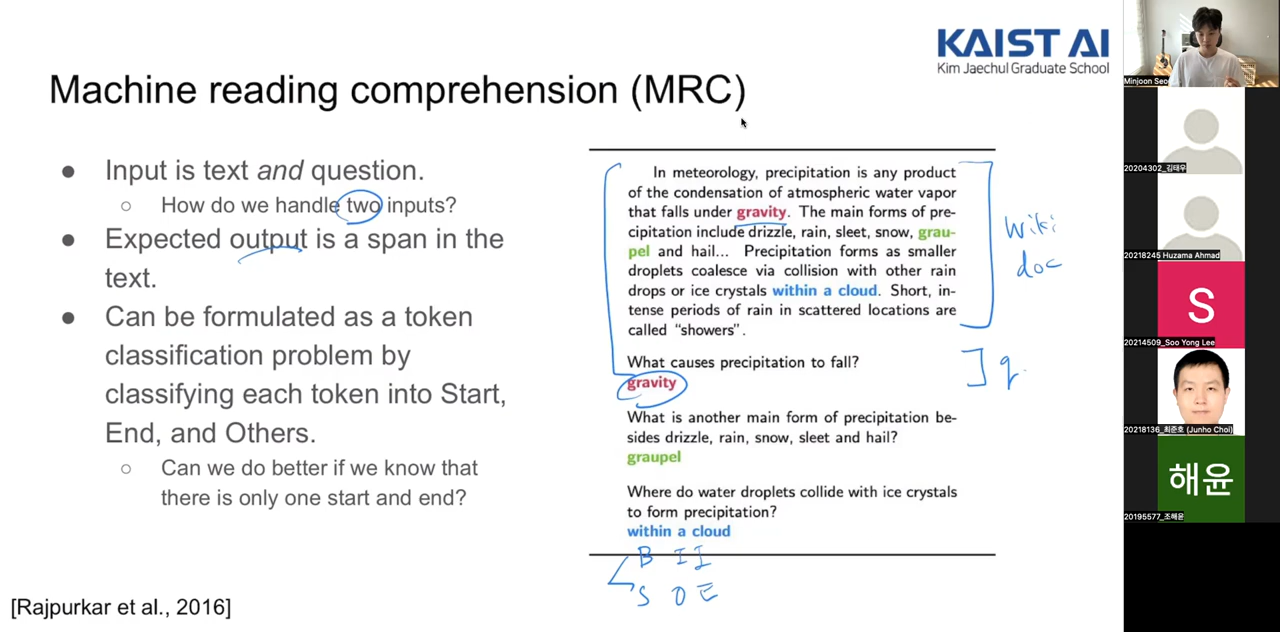 KAIST AI
Kim Jaechul Graduate School
Machine reading comprehension (MRC)
● Input is text and question.
○ How do we handle two inputs?
● Expected output is a span in the
text.
● Can be formulated as a token
classification problem by
classifying each token into Start,
End, and Others.
○ Can we do better if we know that
there is only one start and end?
[Rajpurkar et al., 2016]
In meteorology, precipitation is any product
of the condensation of atmospheric water vapor
that falls under gravity. The main forms of pre-
cipitation include drizzle, rain, sleet, snow, grau-
pel and hail... Precipitation forms as smaller
droplets coalesce via collision with other rain
drops or ice crystals within a cloud. Short, in-
tense periods of rain in scattered locations are
called “showers”.
What causes precipitation to fall?
gravity
What is another main form of precipitation be-
sides drizzle, rain, snow, sleet and hail?
graupel
Where do water droplets collide with ice crystals
to form precipitation?
within a cloud
B I I
S O E
Wiki
doc
q.
Minjoon Seo
20204302_김태우
20218245 Huzama Ahmad
S
20214509_Soo Yong Lee
20218136_최준호 (Junho Choi)
해윤
20195577_조해윤